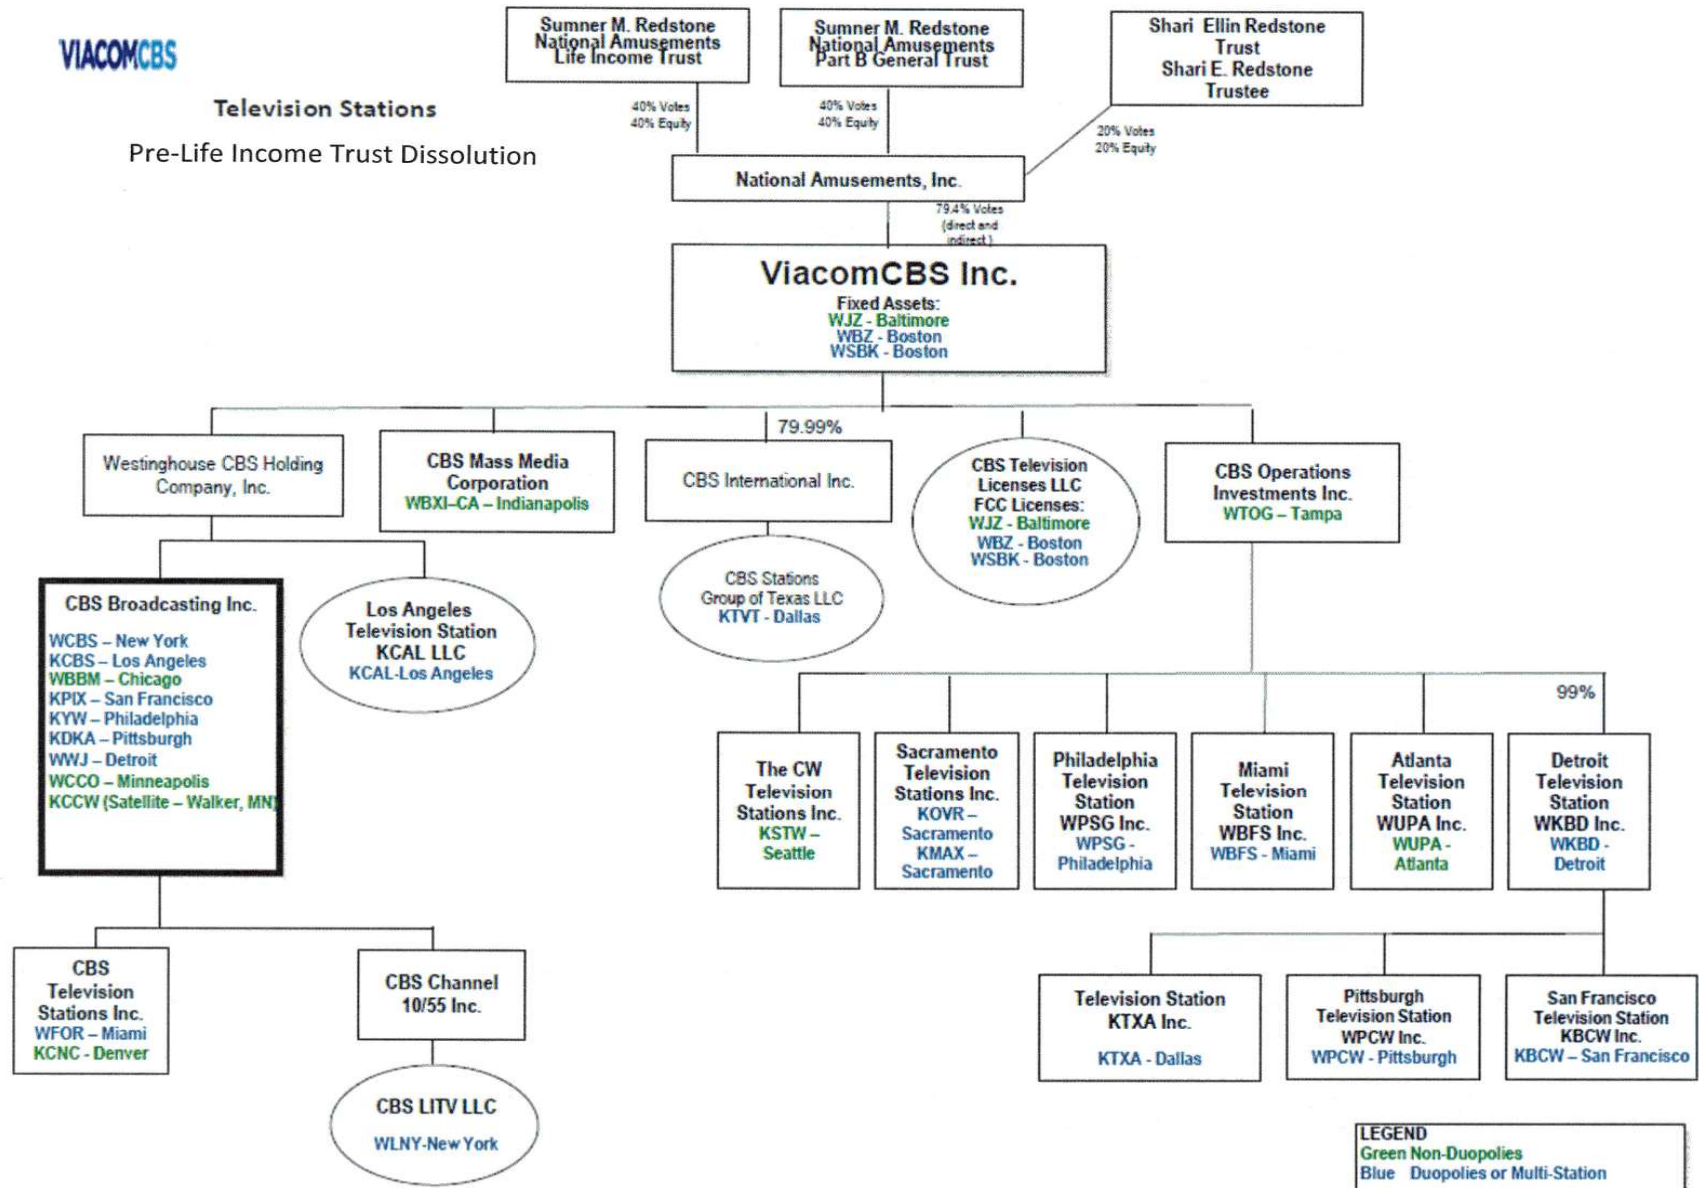 VIACOMCBS
Television Stations
Pre-Life Income Trust Dissolution
Sumner M. Redstone
National Amusements
Life Income Trust
Sumner M. Redstone
National Amusements
Part B General Trust
Shari Ellin Redstone
Trust
Shari E. Redstone
Trustee
40% Votes
40% Equity
40% Votes
40% Equity
20% Votes
20% Equity
National Amusements, Inc.
79.4% Votes
(direct and
indirect)
ViacomCBS Inc.
Fixed Assets:
WJZ - Baltimore
WBZ - Boston
WSBK - Boston
Westinghouse CBS Holding
Company, Inc.
CBS Mass Media
Corporation
WBXI–CA – Indianapolis
79.99%
CBS International Inc.
CBS Television
Licenses LLC
FCC Licenses:
WJZ - Baltimore
WBZ - Boston
WSBK - Boston
CBS Operations
Investments Inc.
WTOG – Tampa
CBS Broadcasting Inc.
WCBS – New York
KCBS – Los Angeles
WBBM – Chicago
KPIX – San Francisco
KYW – Philadelphia
KDKA – Pittsburgh
WWJ – Detroit
WCCO – Minneapolis
KCCW (Satellite – Walker, MN)
Los Angeles
Television Station
KCAL LLC
KCAL-Los Angeles
CBS Stations
Group of Texas LLC
KTVT - Dallas
99%
The CW
Television
Stations Inc.
KSTW –
Seattle
Sacramento
Television
Stations Inc.
KOVR –
Sacramento
KMAX –
Sacramento
Philadelphia
Television
Station
WPSG Inc.
WPSG -
Philadelphia
Miami
Television
Station
WBFS Inc.
WBFS - Miami
Atlanta
Television
Station
WUPA Inc.
WUPA -
Atlanta
Detroit
Television
Station
WKBD Inc.
WKBD -
Detroit
CBS
Television
Stations Inc.
WFOR – Miami
KCNC - Denver
CBS Channel
10/55 Inc.
CBS LITV LLC
WLNY-New York
Television Station
KTXA Inc.
KTXA - Dallas
Pittsburgh
Television Station
WPCW Inc.
WPCW - Pittsburgh
San Francisco
Television Station
KBCW Inc.
KBCW – San Francisco
LEGEND
Green Non-Duopolies
Blue Duopolies or Multi-Station